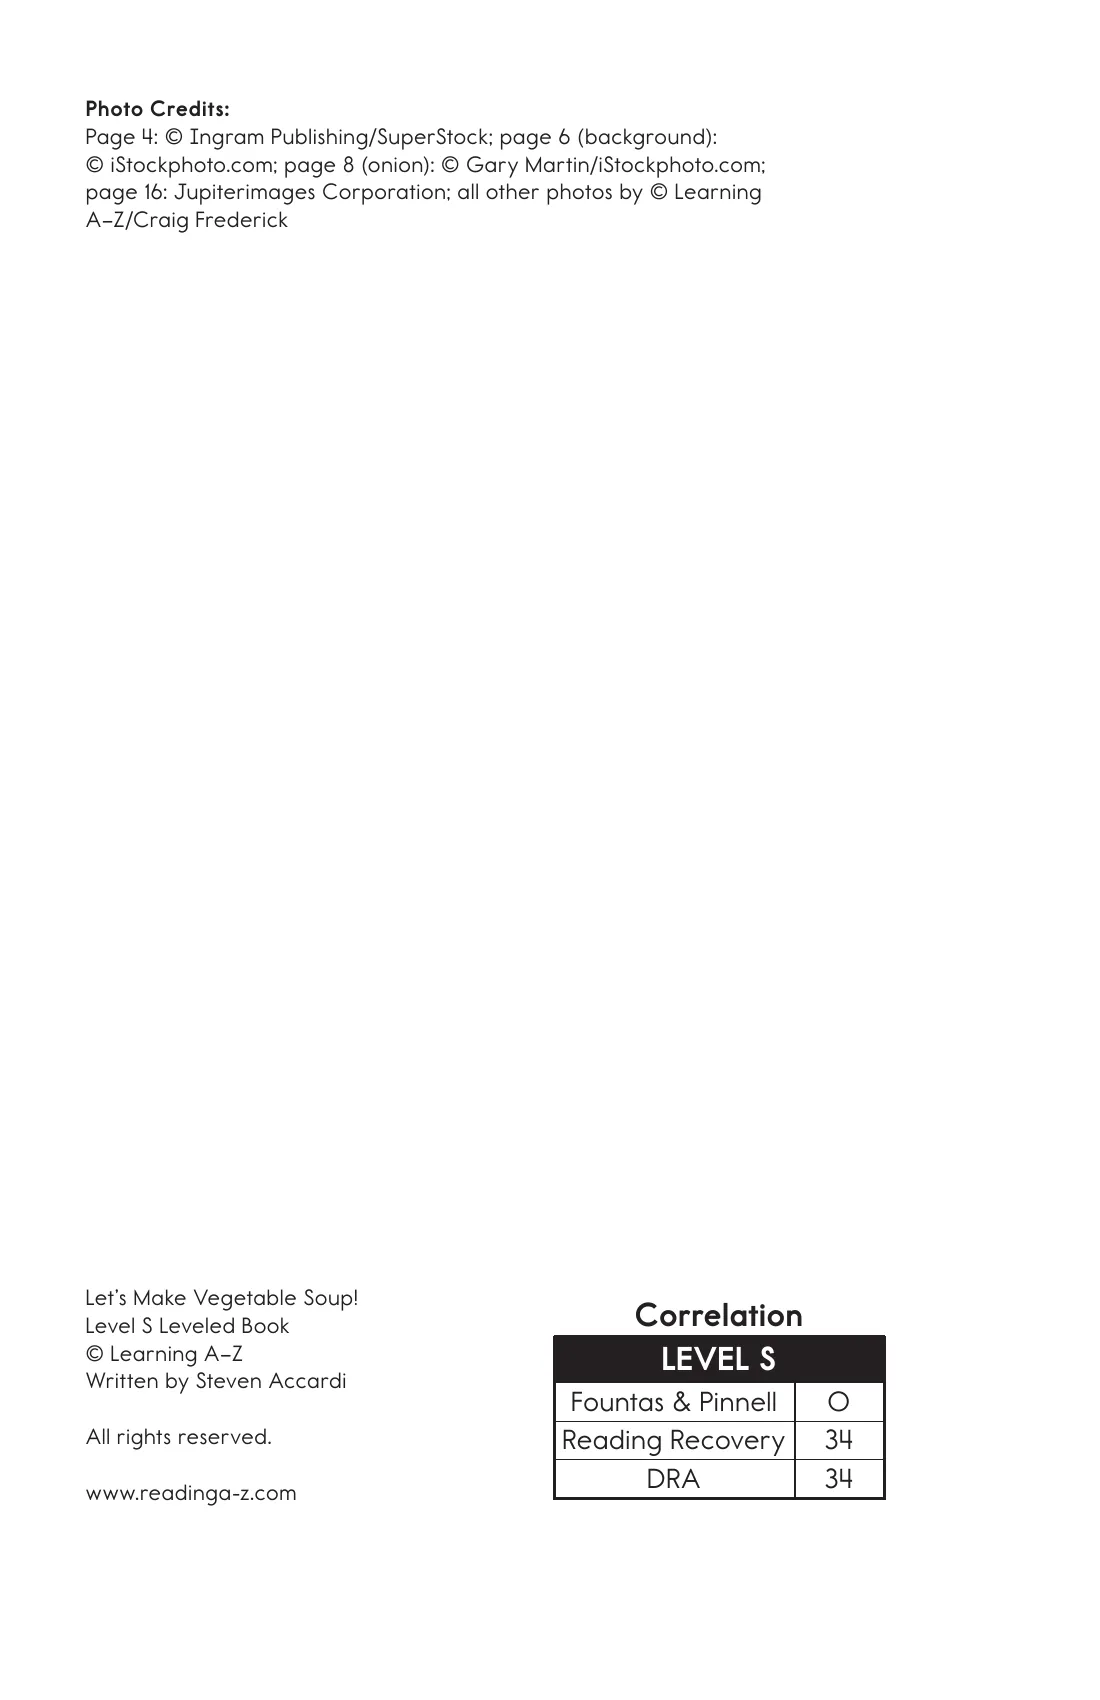 Photo Credits:
Page 4: © Ingram Publishing/SuperStock; page 6 (background):
© iStockphoto.com; page 8 (onion): © Gary Martin/iStockphoto.com;
page 16: Jupiterimages Corporation; all other photos by © Learning
A–Z/Craig Frederick
Let’s Make Vegetable Soup!
Level S Leveled Book
© Learning A–Z
Written by Steven Accardi
All rights reserved.
www.readinga-z.com
Correlation
LEVEL S
Fountas & Pinnell O
Reading Recovery 34
DRA 34